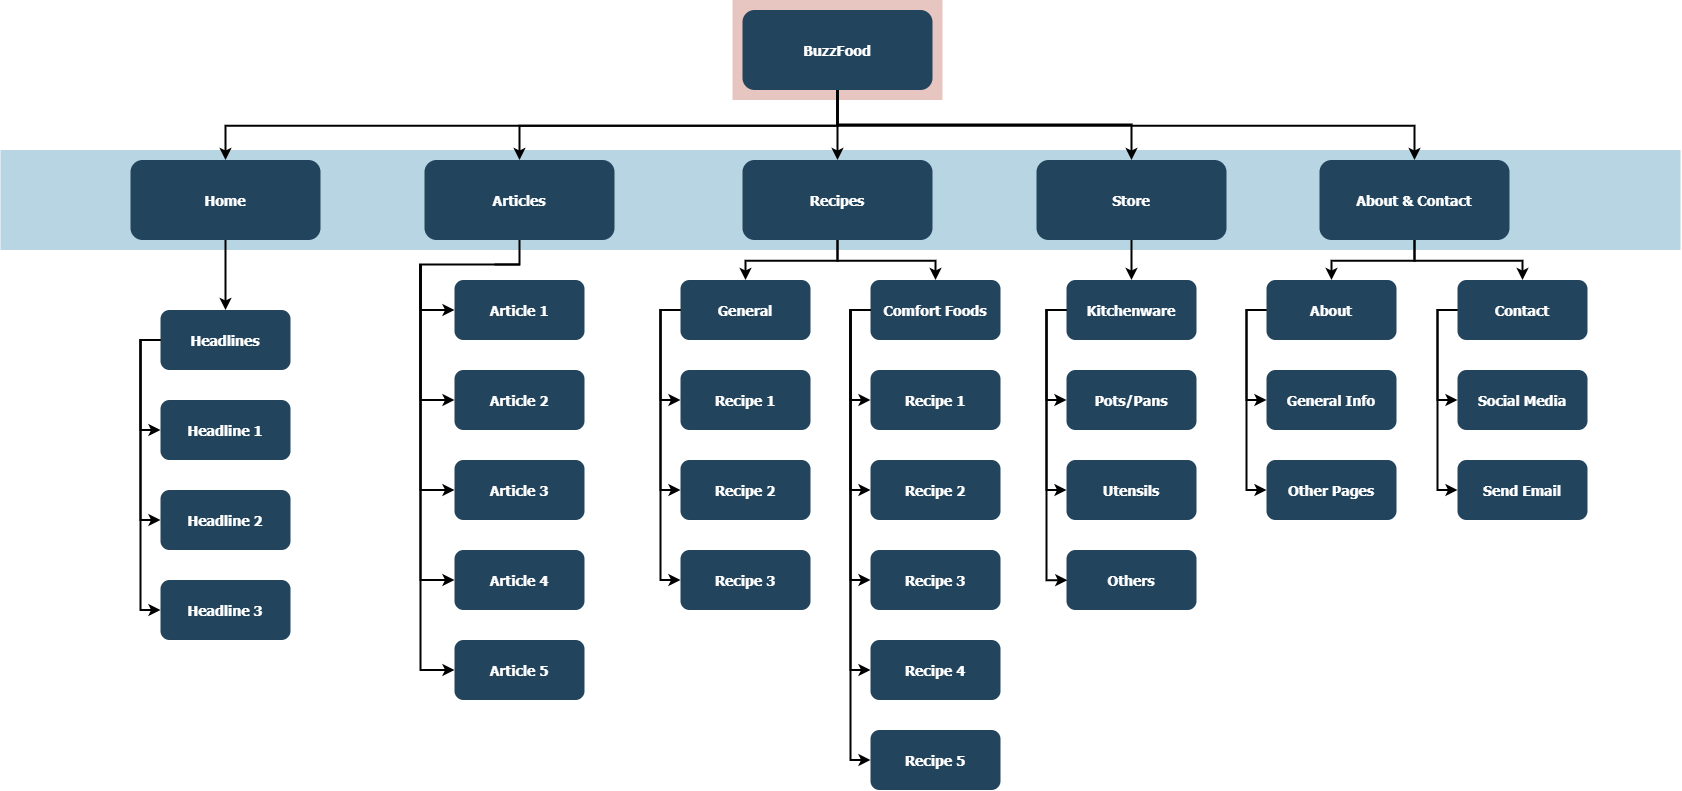 BuzzFood
Home
Articles
Recipes
Store
About & Contact
Headlines
Headline 1
Headline 2
Headline 3
Article 1
Article 2
Article 3
Article 4
Article 5
General
Recipe 1
Recipe 2
Recipe 3
Comfort Foods
Recipe 1
Recipe 2
Recipe 3
Recipe 4
Recipe 5
Kitchenware
Pots/Pans
Utensils
Others
About
General Info
Other Pages
Contact
Social Media
Send Email